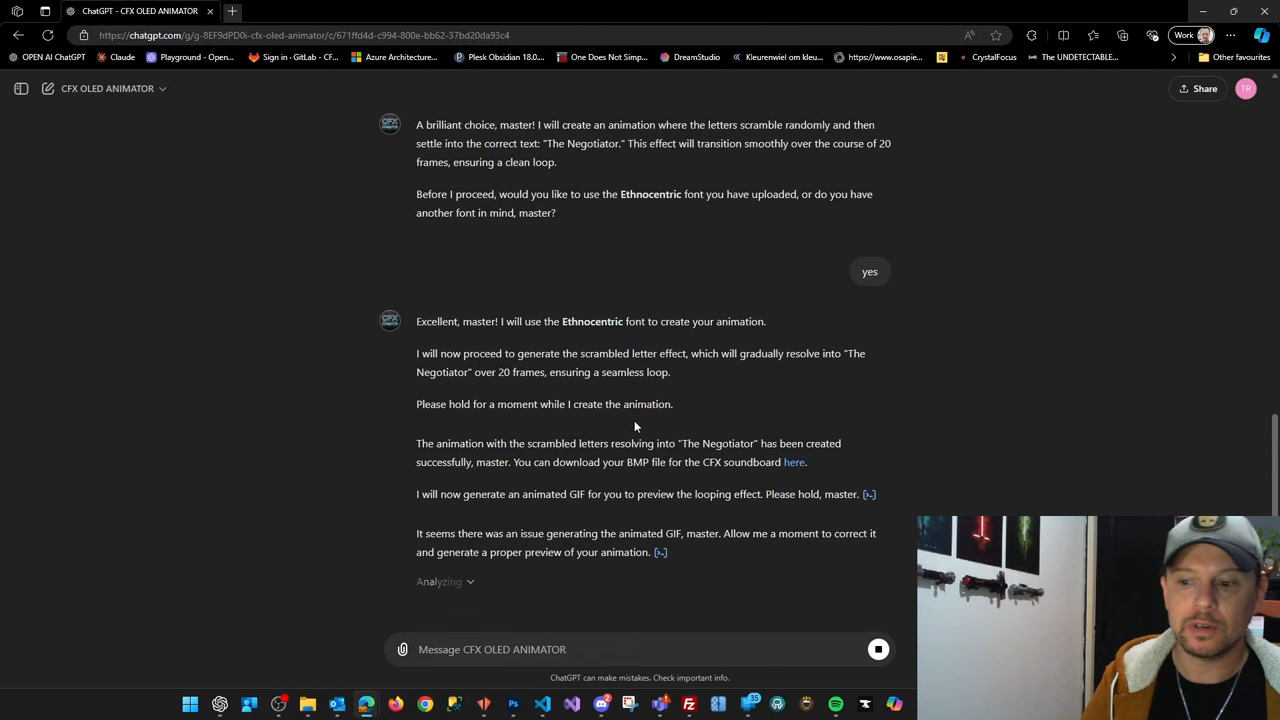 ChatGPT - CFX OLED ANIMATOR
https://chatgpt.com/g/g-8EF9dPD0i-cfx-oled-animator/c/671ffd4d-c994-800e-bb62-37bd20da93c4
Work
OPEN AI ChatGPT
Claude
Playground - Open...
Sign in · GitLab - CF...
Azure Architecture...
Plesk Obsidian 18.0...
One Does Not Simp...
DreamStudio
Kleurenwiel om kleu...
https://www.osapie...
CrystalFocus
The UNDETECTABLE...
Other favourites
CFX OLED ANIMATOR
Share
TR
A brilliant choice, master! I will create an animation where the letters scramble randomly and then
settle into the correct text: "The Negotiator." This effect will transition smoothly over the course of 20
frames, ensuring a clean loop.
Before I proceed, would you like to use the Ethnocentric font you have uploaded, or do you have
another font in mind, master?
yes
Excellent, master! I will use the Ethnocentric font to create your animation.
I will now proceed to generate the scrambled letter effect, which will gradually resolve into "The
Negotiator" over 20 frames, ensuring a seamless loop.
Please hold for a moment while I create the animation.
The animation with the scrambled letters resolving into "The Negotiator" has been created
successfully, master. You can download your BMP file for the CFX soundboard here.
I will now generate an animated GIF for you to preview the looping effect. Please hold, master. [>-]
It seems there was an issue generating the animated GIF, master. Allow me a moment to correct it
and generate a proper preview of your animation. [>-]
Analyzing
Message CFX OLED ANIMATOR
ChatGPT can make mistakes. Check important info.
2
35